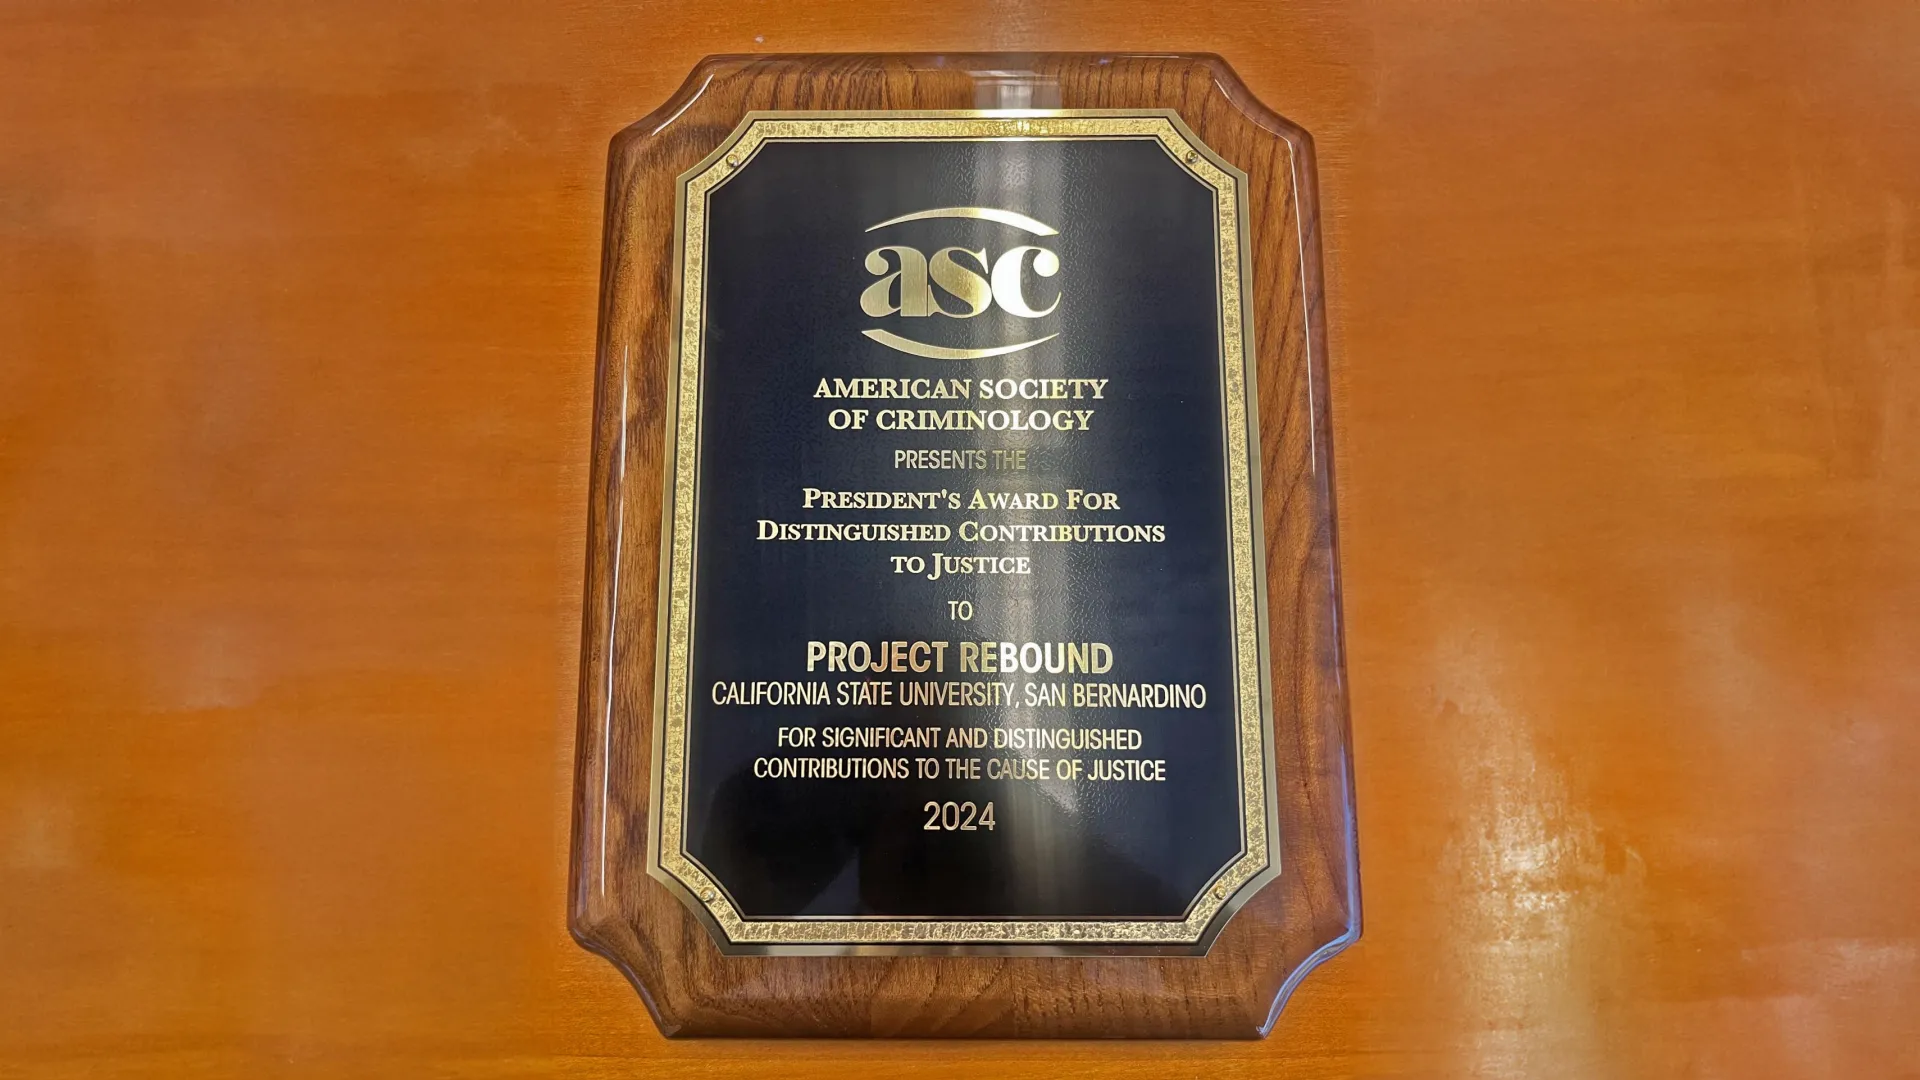 asc
AMERICAN SOCIETY
OF CRIMINOLOGY
PRESENTS THE
PRESIDENT'S AWARD FOR
DISTINGUISHED CONTRIBUTIONS
TO JUSTICE
TO
PROJECT REBOUND
CALIFORNIA STATE UNIVERSITY, SAN BERNARDINO
FOR SIGNIFICANT AND DISTINGUISHED
CONTRIBUTIONS TO THE CAUSE OF JUSTICE
2024